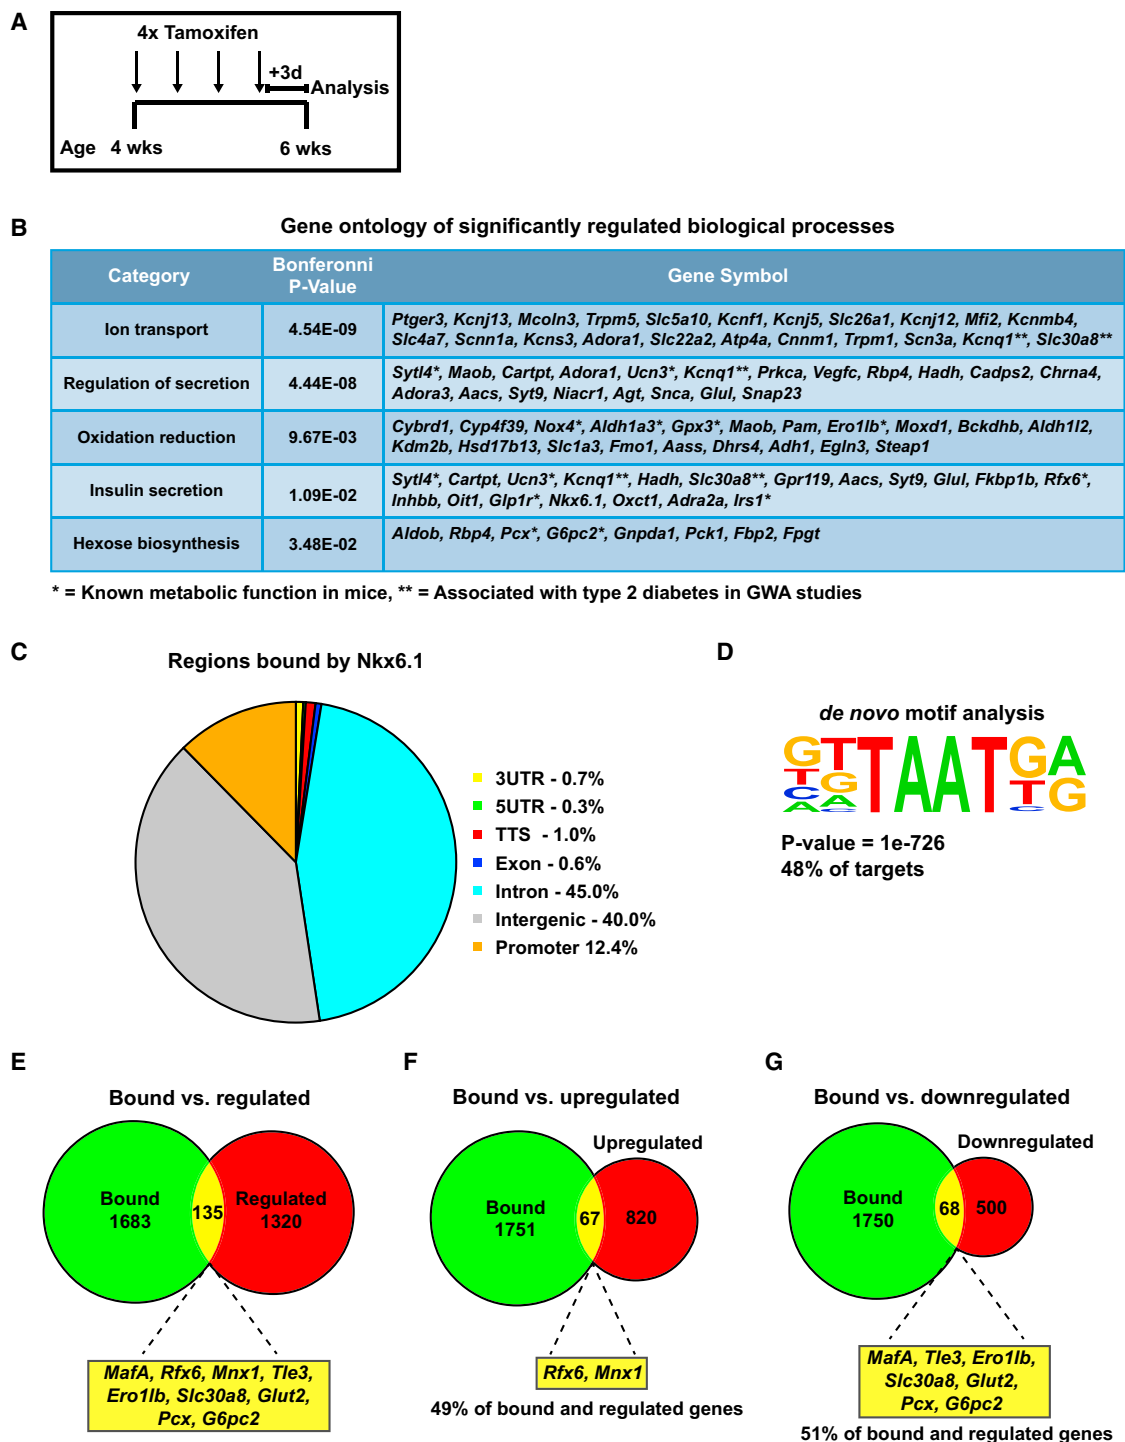 A
4x Tamoxifen
+3d
Analysis
Age 4 wks 6 wks
B
Gene ontology of significantly regulated biological processes
Category
Bonferonni
P-Value
Gene Symbol
Ion transport
4.54E-09
Ptger3, Kcnj13, Mcoln3, Trpm5, Slc5a10, Kcnf1, Kcnj5, Slc26a1, Kcnj12, Mfi2, Kcnmb4,
Slc4a7, Scnn1a, Kcns3, Adora1, Slc22a2, Atp4a, Cnnm1, Trpm1, Scn3a, Kcnq1**, Slc30a8**
Regulation of secretion
4.44E-08
Sytl4*, Maob, Cartpt, Adora1, Ucn3*, Kcnq1**, Prkca, Vegfc, Rbp4, Hadh, Cadps2, Chrna4,
Adora3, Aacs, Syt9, Niacr1, Agt, Snca, Glul, Snap23
Oxidation reduction
9.67E-03
Cybrd1, Cyp4f39, Nox4*, Aldh1a3*, Gpx3*, Maob, Pam, Ero1lb*, Moxd1, Bckdhb, Aldh1l2,
Kdm2b, Hsd17b13, Slc1a3, Fmo1, Aass, Dhrs4, Adh1, Egln3, Steap1
Insulin secretion
1.09E-02
Sytl4*, Cartpt, Ucn3*, Kcnq1**, Hadh, Slc30a8**, Gpr119, Aacs, Syt9, Glul, Fkbp1b, Rfx6*,
Inhbb, Oit1, Glp1r*, Nkx6.1, Oxct1, Adra2a, Irs1*
Hexose biosynthesis
3.48E-02
Aldob, Rbp4, Pcx*, G6pc2*, Gnpda1, Pck1, Fbp2, Fpgt
* = Known metabolic function in mice, ** = Associated with type 2 diabetes in GWA studies
C
Regions bound by Nkx6.1
3UTR - 0.7%
5UTR - 0.3%
TTS - 1.0%
Exon - 0.6%
Intron - 45.0%
Intergenic - 40.0%
Promoter 12.4%
D
de novo motif analysis
GTTAATGA
TG TG
CA C
AC
P-value = 1e-726
48% of targets
E
Bound vs. regulated
Bound
1683
135
Regulated
1320
MafA, Rfx6, Mnx1, Tle3,
Ero1lb, Slc30a8, Glut2,
Pcx, G6pc2
F
Bound vs. upregulated
Upregulated
Bound
1751
67
820
Rfx6, Mnx1
49% of bound and regulated genes
G
Bound vs. downregulated
Downregulated
Bound
1750
68
500
MafA, Tle3, Ero1lb,
Slc30a8, Glut2,
Pcx, G6pc2
51% of bound and regulated genes